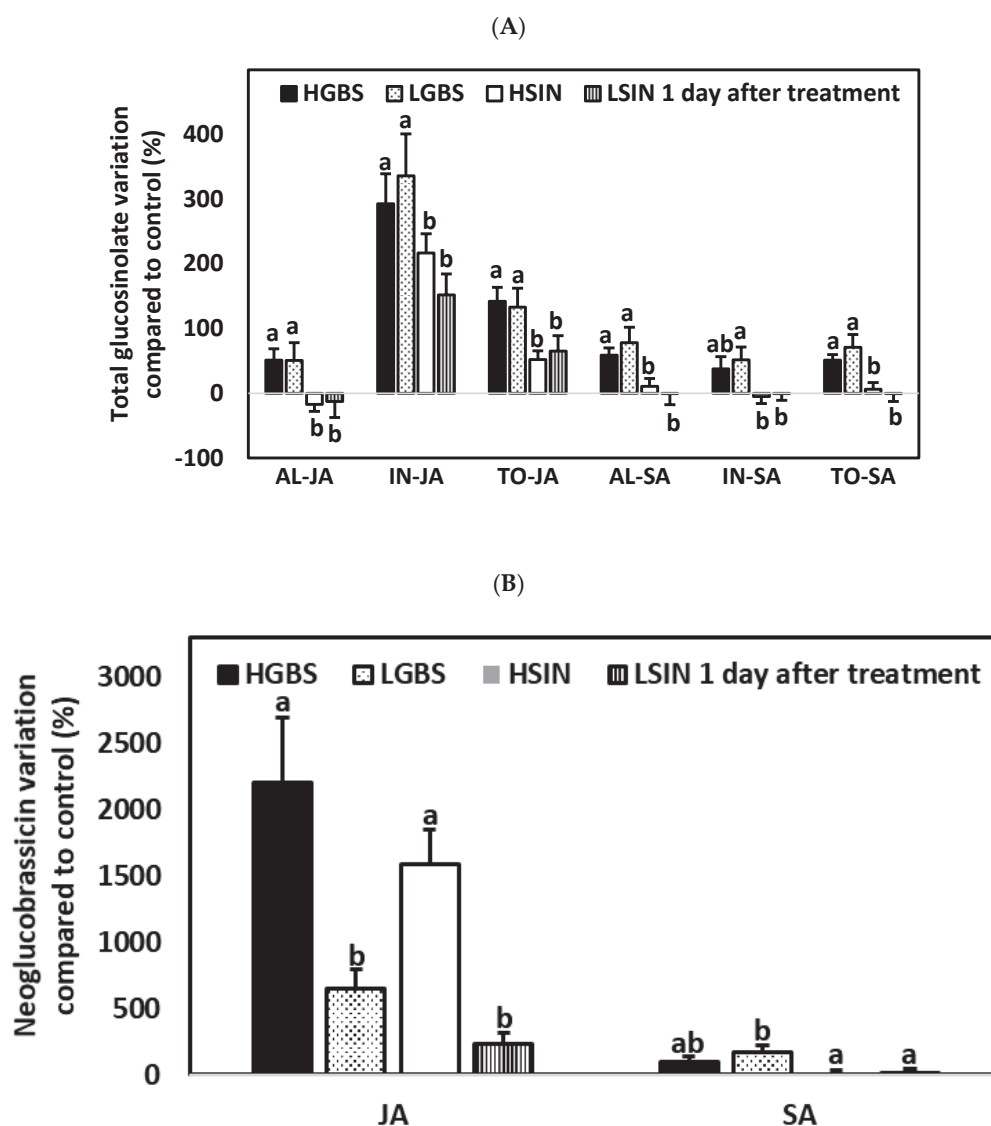 (A)
HGBS LGBS HSIN LSIN 1 day after treatment
Total glucosinolate variation
compared to control (%)
400
300
200
100
0
-100
a a b b
a a b b
a a b b
a a b b
ab a b b
a a b b
AL-JA IN-JA TO-JA AL-SA IN-SA TO-SA
(B)
HGBS LGBS HSIN LSIN 1 day after treatment
Neoglucobrassicin variation
compared to control (%)
3000
2500
2000
1500
1000
500
0
a b a b
ab b a a
JA SA